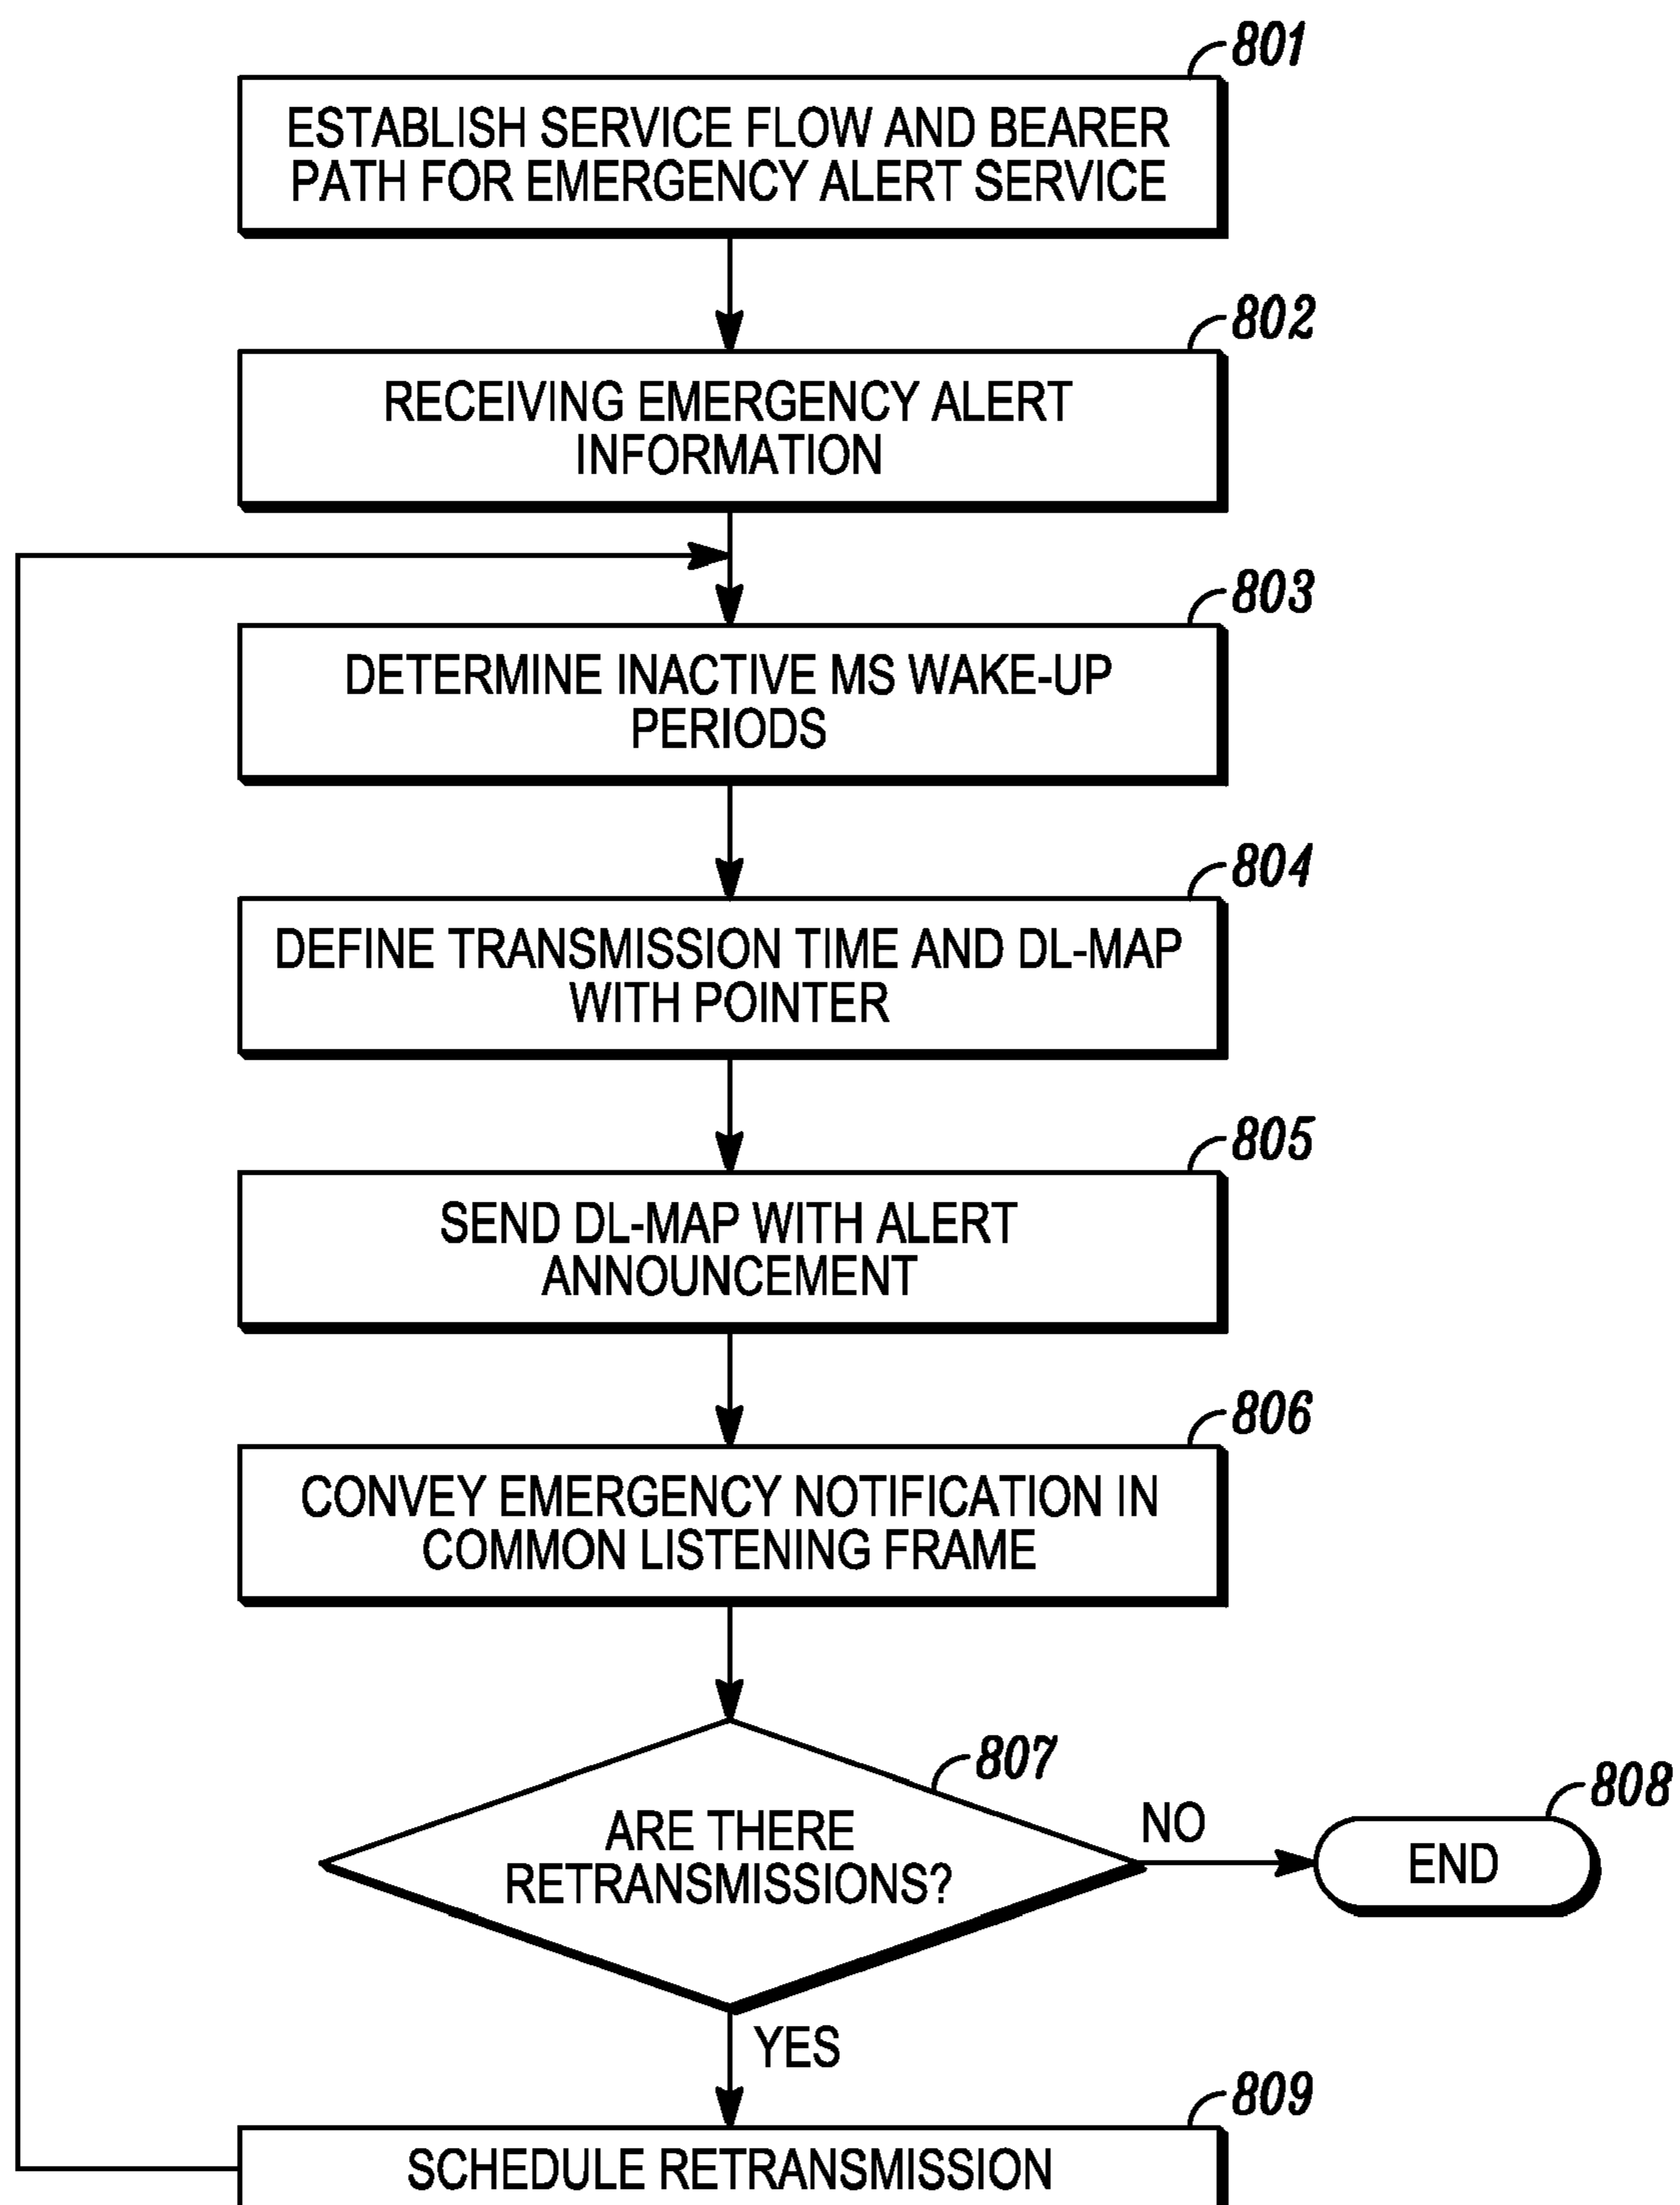 801
ESTABLISH SERVICE FLOW AND BEARER
PATH FOR EMERGENCY ALERT SERVICE
802
RECEIVING EMERGENCY ALERT
INFORMATION
803
DETERMINE INACTIVE MS WAKE-UP
PERIODS
804
DEFINE TRANSMISSION TIME AND DL-MAP
WITH POINTER
805
SEND DL-MAP WITH ALERT
ANNOUNCEMENT
806
CONVEY EMERGENCY NOTIFICATION IN
COMMON LISTENING FRAME
807
ARE THERE
RETRANSMISSIONS?
NO
808
END
YES
809
SCHEDULE RETRANSMISSION